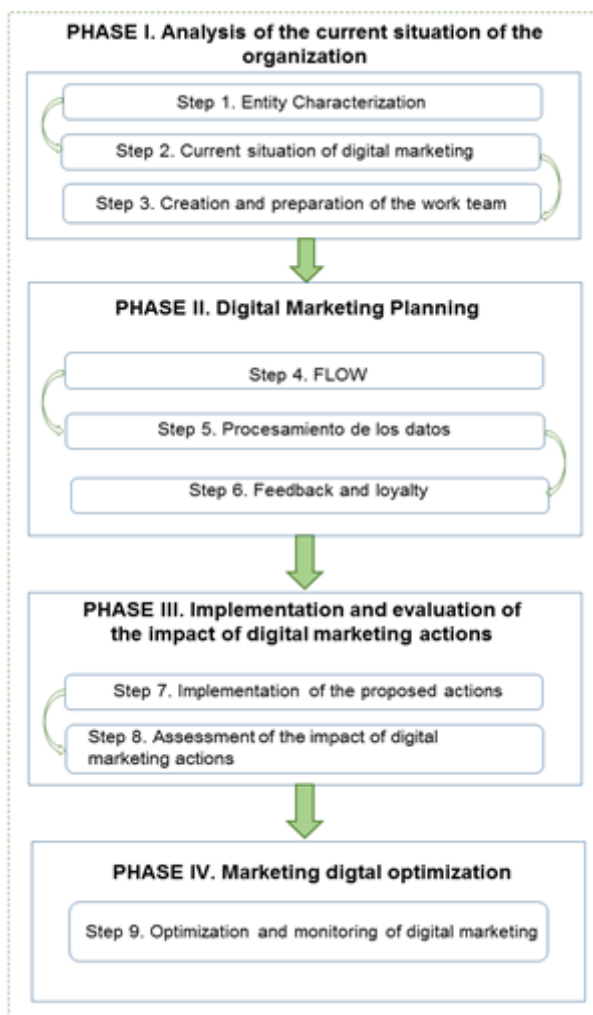 PHASE I. Analysis of the current situation of the
organization
Step 1. Entity Characterization
Step 2. Current situation of digital marketing
Step 3. Creation and preparation of the work team
PHASE II. Digital Marketing Planning
Step 4. FLOW
Step 5. Procesamiento de los datos
Step 6. Feedback and loyalty
PHASE III. Implementation and evaluation of
the impact of digital marketing actions
Step 7. Implementation of the proposed actions
Step 8. Assessment of the impact of digital
marketing actions
PHASE IV. Marketing digtal optimization
Step 9. Optimization and monitoring of digital marketing